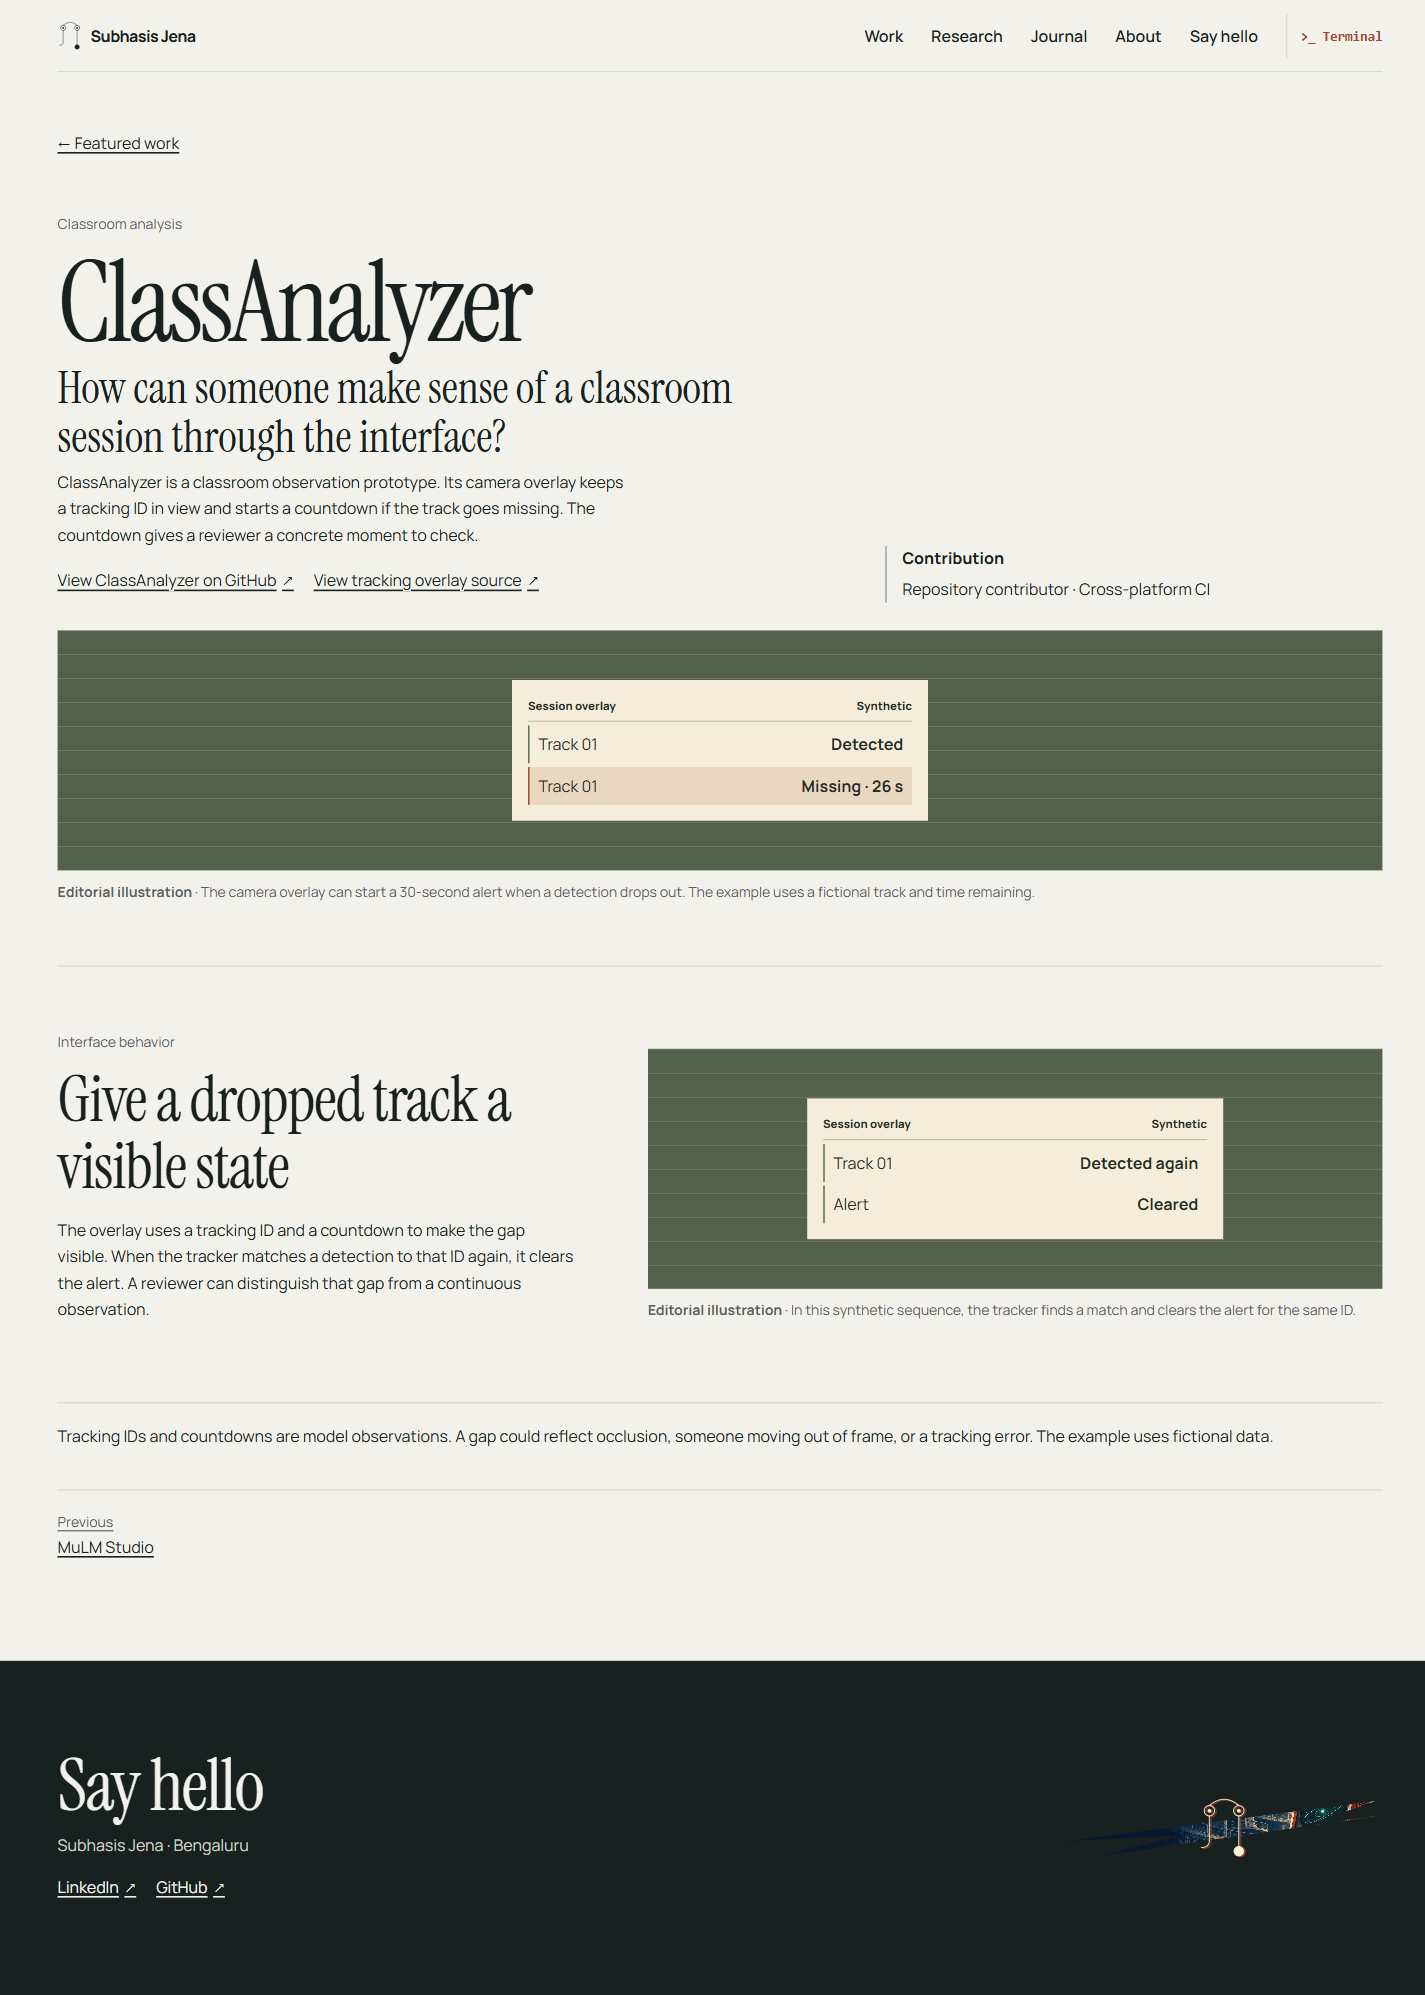 Subhasis Jena
Work Research Journal About Say hello >_ Terminal
← Featured work
Classroom analysis
ClassAnalyzer
How can someone make sense of a classroom
session through the interface?
ClassAnalyzer is a classroom observation prototype. Its camera overlay keeps
a tracking ID in view and starts a countdown if the track goes missing. The
countdown gives a reviewer a concrete moment to check.
View ClassAnalyzer on GitHub ↗ View tracking overlay source ↗
Contribution
Repository contributor · Cross-platform CI
Session overlay Synthetic
Track 01 Detected
Track 01 Missing · 26 s
Editorial illustration · The camera overlay can start a 30-second alert when a detection drops out. The example uses a fictional track and time remaining.
Interface behavior
Give a dropped track a
visible state
The overlay uses a tracking ID and a countdown to make the gap
visible. When the tracker matches a detection to that ID again, it clears
the alert. A reviewer can distinguish that gap from a continuous
observation.
Session overlay Synthetic
Track 01 Detected again
Alert Cleared
Editorial illustration · In this synthetic sequence, the tracker finds a match and clears the alert for the same ID.
Tracking IDs and countdowns are model observations. A gap could reflect occlusion, someone moving out of frame, or a tracking error. The example uses fictional data.
Previous
MuLM Studio
Say hello
Subhasis Jena · Bengaluru
LinkedIn ↗ GitHub ↗